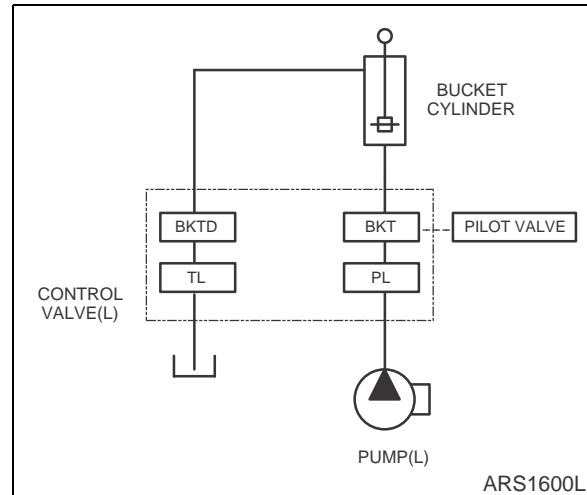 BUCKET
CYLINDER
BKTD
BKT
PILOT VALVE
TL
PL
CONTROL
VALVE(L)
PUMP(L)
ARS1600L